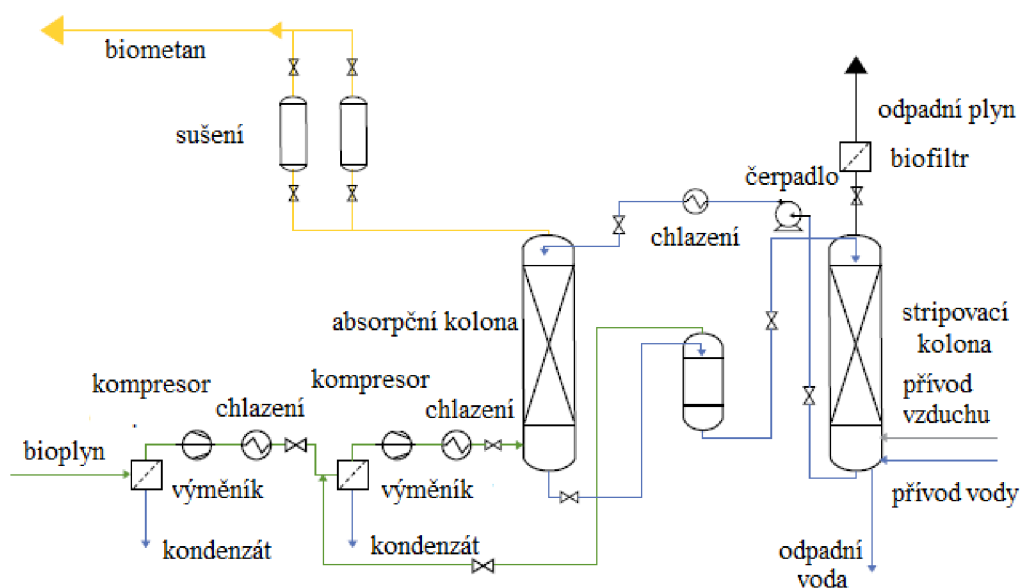 biometan
sušení
odpadní plyn
biofiltr
čerpadlo
chlazení
absorpční kolona
stripovací
kolona
přívod
vzduchu
kompresor
chlazení
kompresor
chlazení
bioplyn
výměník
výměník
přívod vody
kondenzát
kondenzát
odpadní
voda